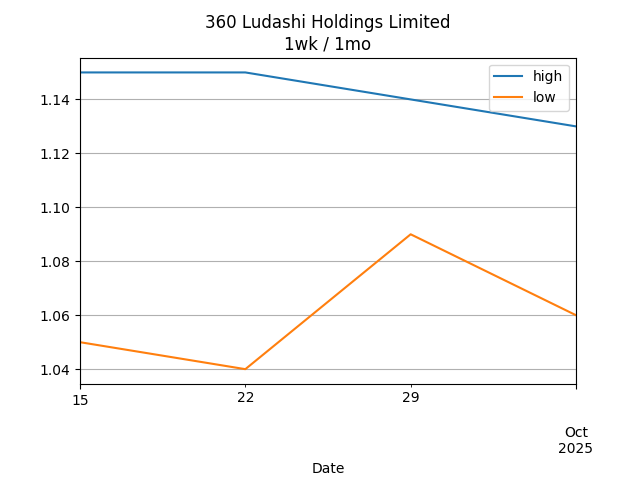 360 Ludashi Holdings Limited
1wk / 1mo
high
low
1.14
1.12
1.10
1.08
1.06
1.04
15
22
29
Oct
2025
Date